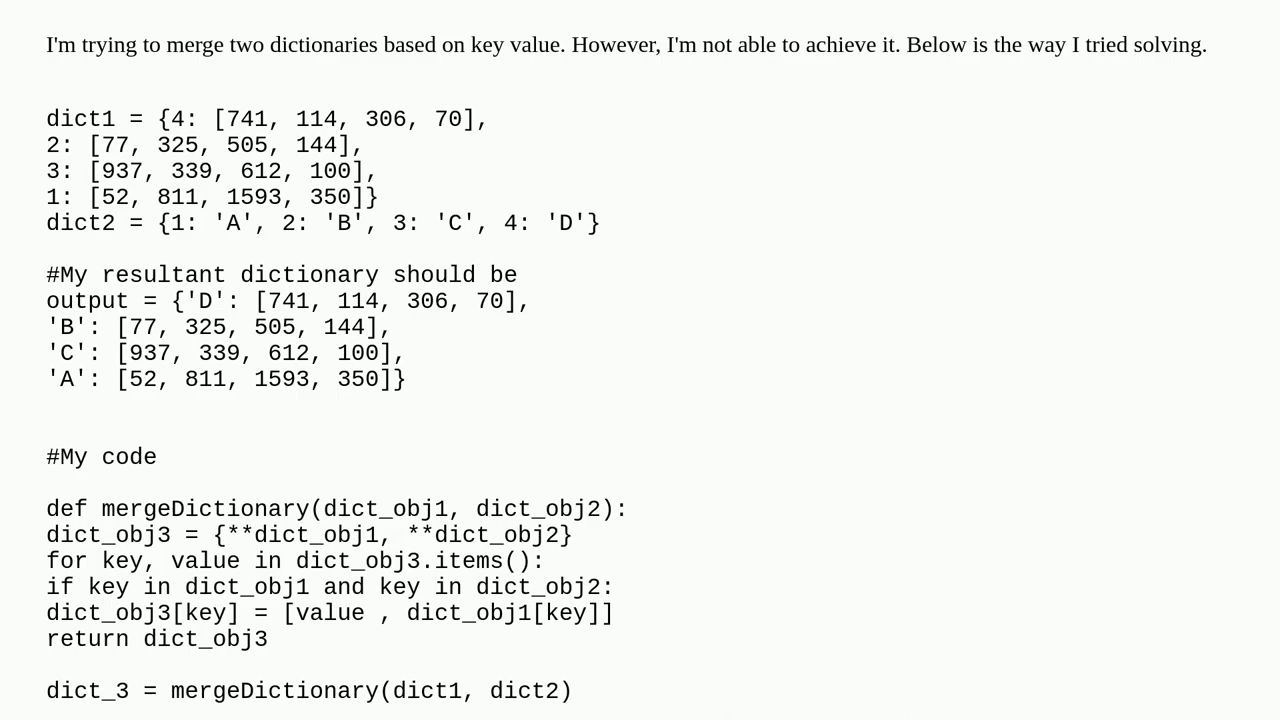 I'm trying to merge two dictionaries based on key value. However, I'm not able to achieve it. Below is the way I tried solving.
dict1 = {4: [741, 114, 306, 70],
2: [77, 325, 505, 144],
3: [937, 339, 612, 100],
1: [52, 811, 1593, 350]}
dict2 = {1: 'A', 2: 'B', 3: 'C', 4: 'D'}
#My resultant dictionary should be
output = {'D': [741, 114, 306, 70],
'B': [77, 325, 505, 144],
'C': [937, 339, 612, 100],
'A': [52, 811, 1593, 350]}
#My code
def mergeDictionary(dict_obj1, dict_obj2):
dict_obj3 = {**dict_obj1, **dict_obj2}
for key, value in dict_obj3.items():
if key in dict_obj1 and key in dict_obj2:
dict_obj3[key] = [value , dict_obj1[key]]
return dict_obj3
dict_3 = mergeDictionary(dict1, dict2)